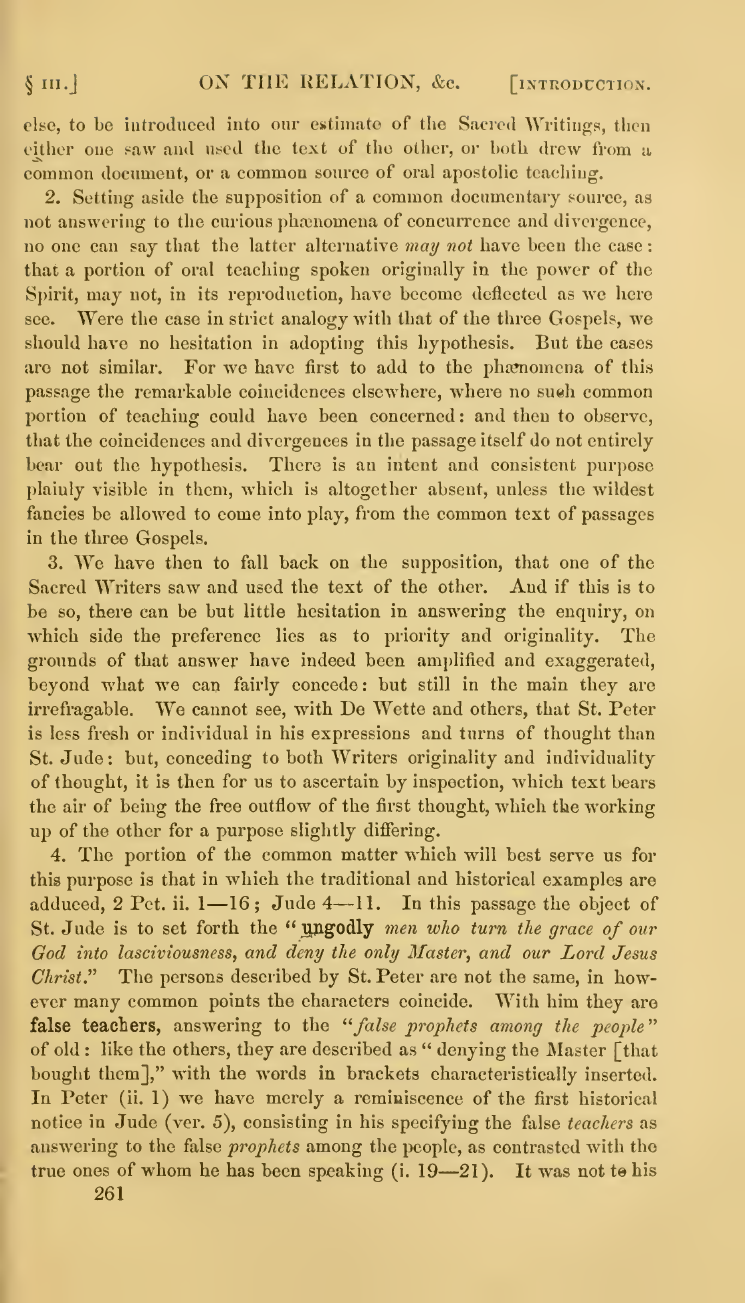 § III.] ON THE RELATION, &c. [INTRODUCTION.
else, to be introduced into our estimate of the Sacred Writings, then
either one saw and used the text of the other, or both drew from a
common document, or a common source of oral apostolic teaching.
2. Setting aside the supposition of a common documentary source, as
not answering to the curious phænomena of concurrence and divergence,
no one can say that the latter alternative may not have been the case :
that a portion of oral teaching spoken originally in the power of the
Spirit, may not, in its reproduction, have become deflected as we here
see. Were the case in strict analogy with that of the three Gospels, we
should have no hesitation in adopting this hypothesis. But the cases
are not similar. For we have first to add to the phænomena of this
passage the remarkable coincidences elsewhere, where no such common
portion of teaching could have been concerned : and then to observe,
that the coincidences and divergences in the passage itself do not entirely
bear out the hypothesis. There is an intent and consistent purpose
plainly visible in them, which is altogether absent, unless the wildest
fancies be allowed to come into play, from the common text of passages
in the three Gospels.
3. We have then to fall back on the supposition, that one of the
Sacred Writers saw and used the text of the other. And if this is to
be so, there can be but little hesitation in answering the enquiry, on
which side the preference lies as to priority and originality. The
grounds of that answer have indeed been amplified and exaggerated,
beyond what we can fairly concede : but still in the main they are
irrefragable. We cannot see, with De Wette and others, that St. Peter
is less fresh or individual in his expressions and turns of thought than
St. Jude : but, conceding to both Writers originality and individuality
of thought, it is then for us to ascertain by inspection, which text bears
the air of being the free outflow of the first thought, which the working
up of the other for a purpose slightly differing.
4. The portion of the common matter which will best serve us for
this purpose is that in which the traditional and historical examples are
adduced, 2 Pet. ii. 1—16 ; Jude 4—11. In this passage the object of
St. Jude is to set forth the “ ungodly men who turn the grace of our
God into lasciviousness, and deny the only Master, and our Lord Jesus
Christ.” The persons described by St. Peter are not the same, in how-
ever many common points the characters coincide. With him they are
false teachers, answering to the “false prophets among the people”
of old : like the others, they are described as “ denying the Master [that
bought them],” with the words in brackets characteristically inserted.
In Peter (ii. 1) we have merely a reminiscence of the first historical
notice in Jude (ver. 5), consisting in his specifying the false teachers as
answering to the false prophets among the people, as contrasted with the
true ones of whom he has been speaking (i. 19—21). It was not to his
261